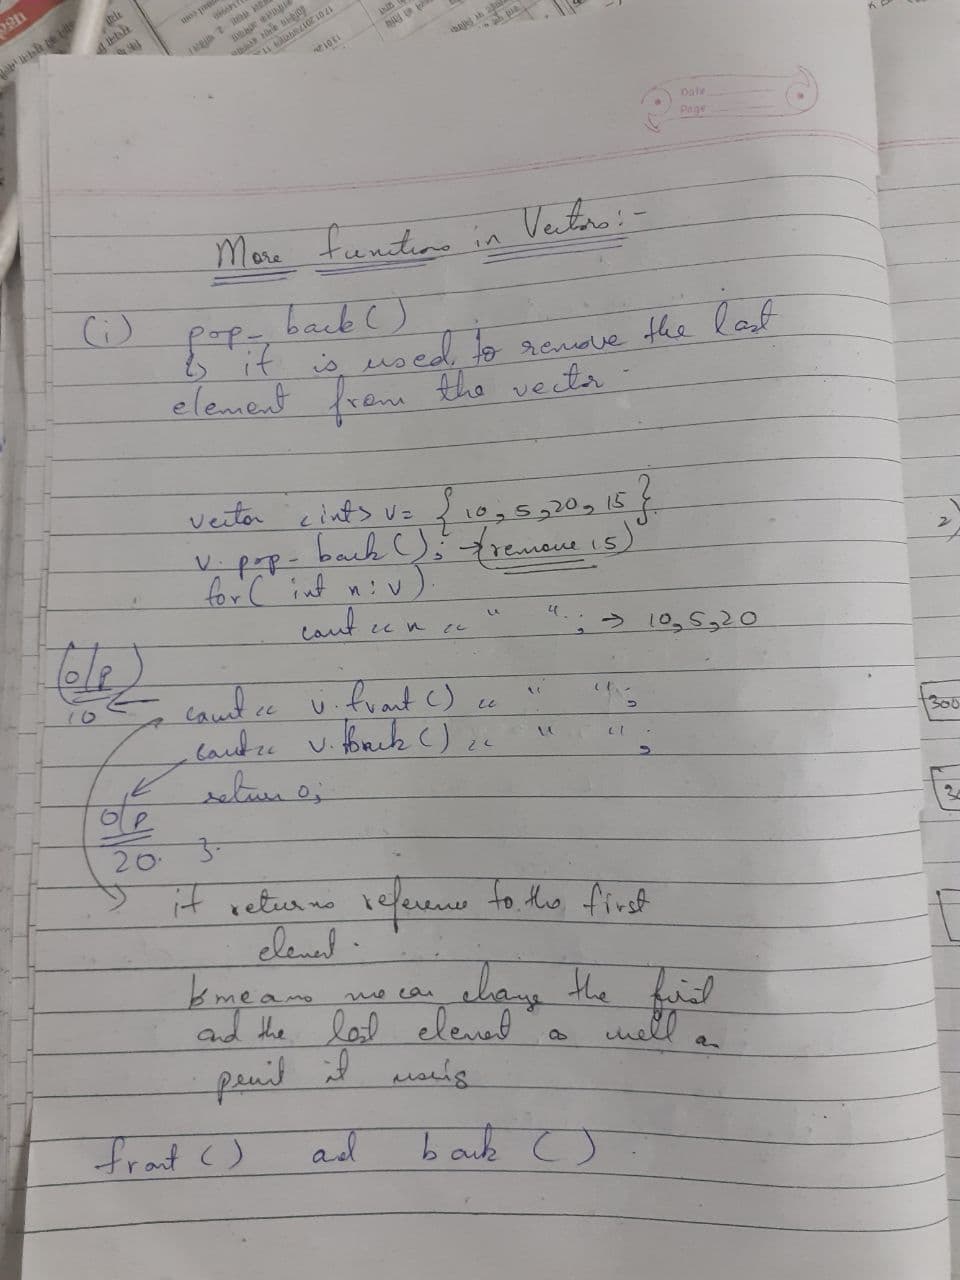 Date
Page
More functions in Vectors:-
(i) pop_back()
↳ it is used to remove the last
element from the vector
vector <int> v= {10, 5, 20, 15}
v.pop_back(); → (remove 15)
for( int n:v)
cout << n << " "; → 10, 5, 20
(O/P)
10 ← cout << v.front() << " ";
cout << v.back() << " ";
return 0;
O/P
20. }
it returns reference to the first
element.
↳ means we can change the first
and the last element as well as
print it using
front() and back().
2)
300